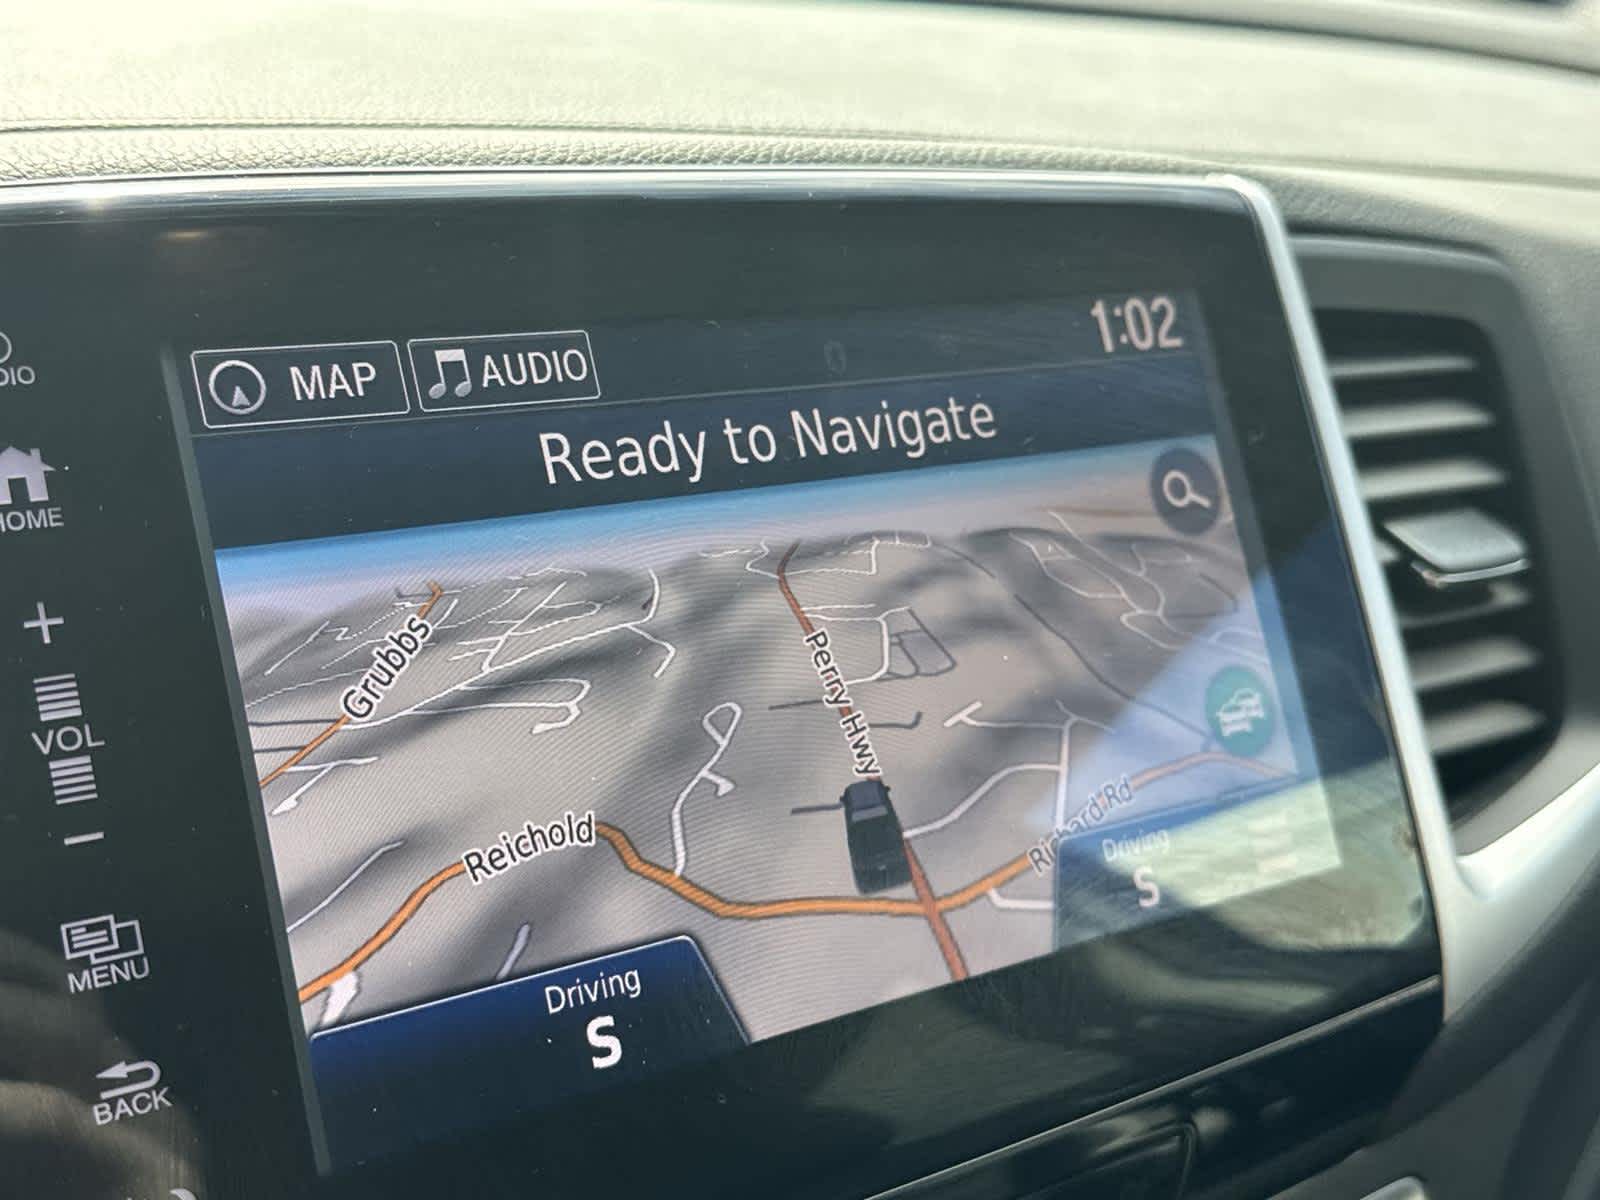 DIO
HOME
VOL
MENU
BACK
MAP
AUDIO
1:02
Ready to Navigate
Grubbs
Perry Hwy
Reichold
Richard Rd
Driving
S
Driving
S